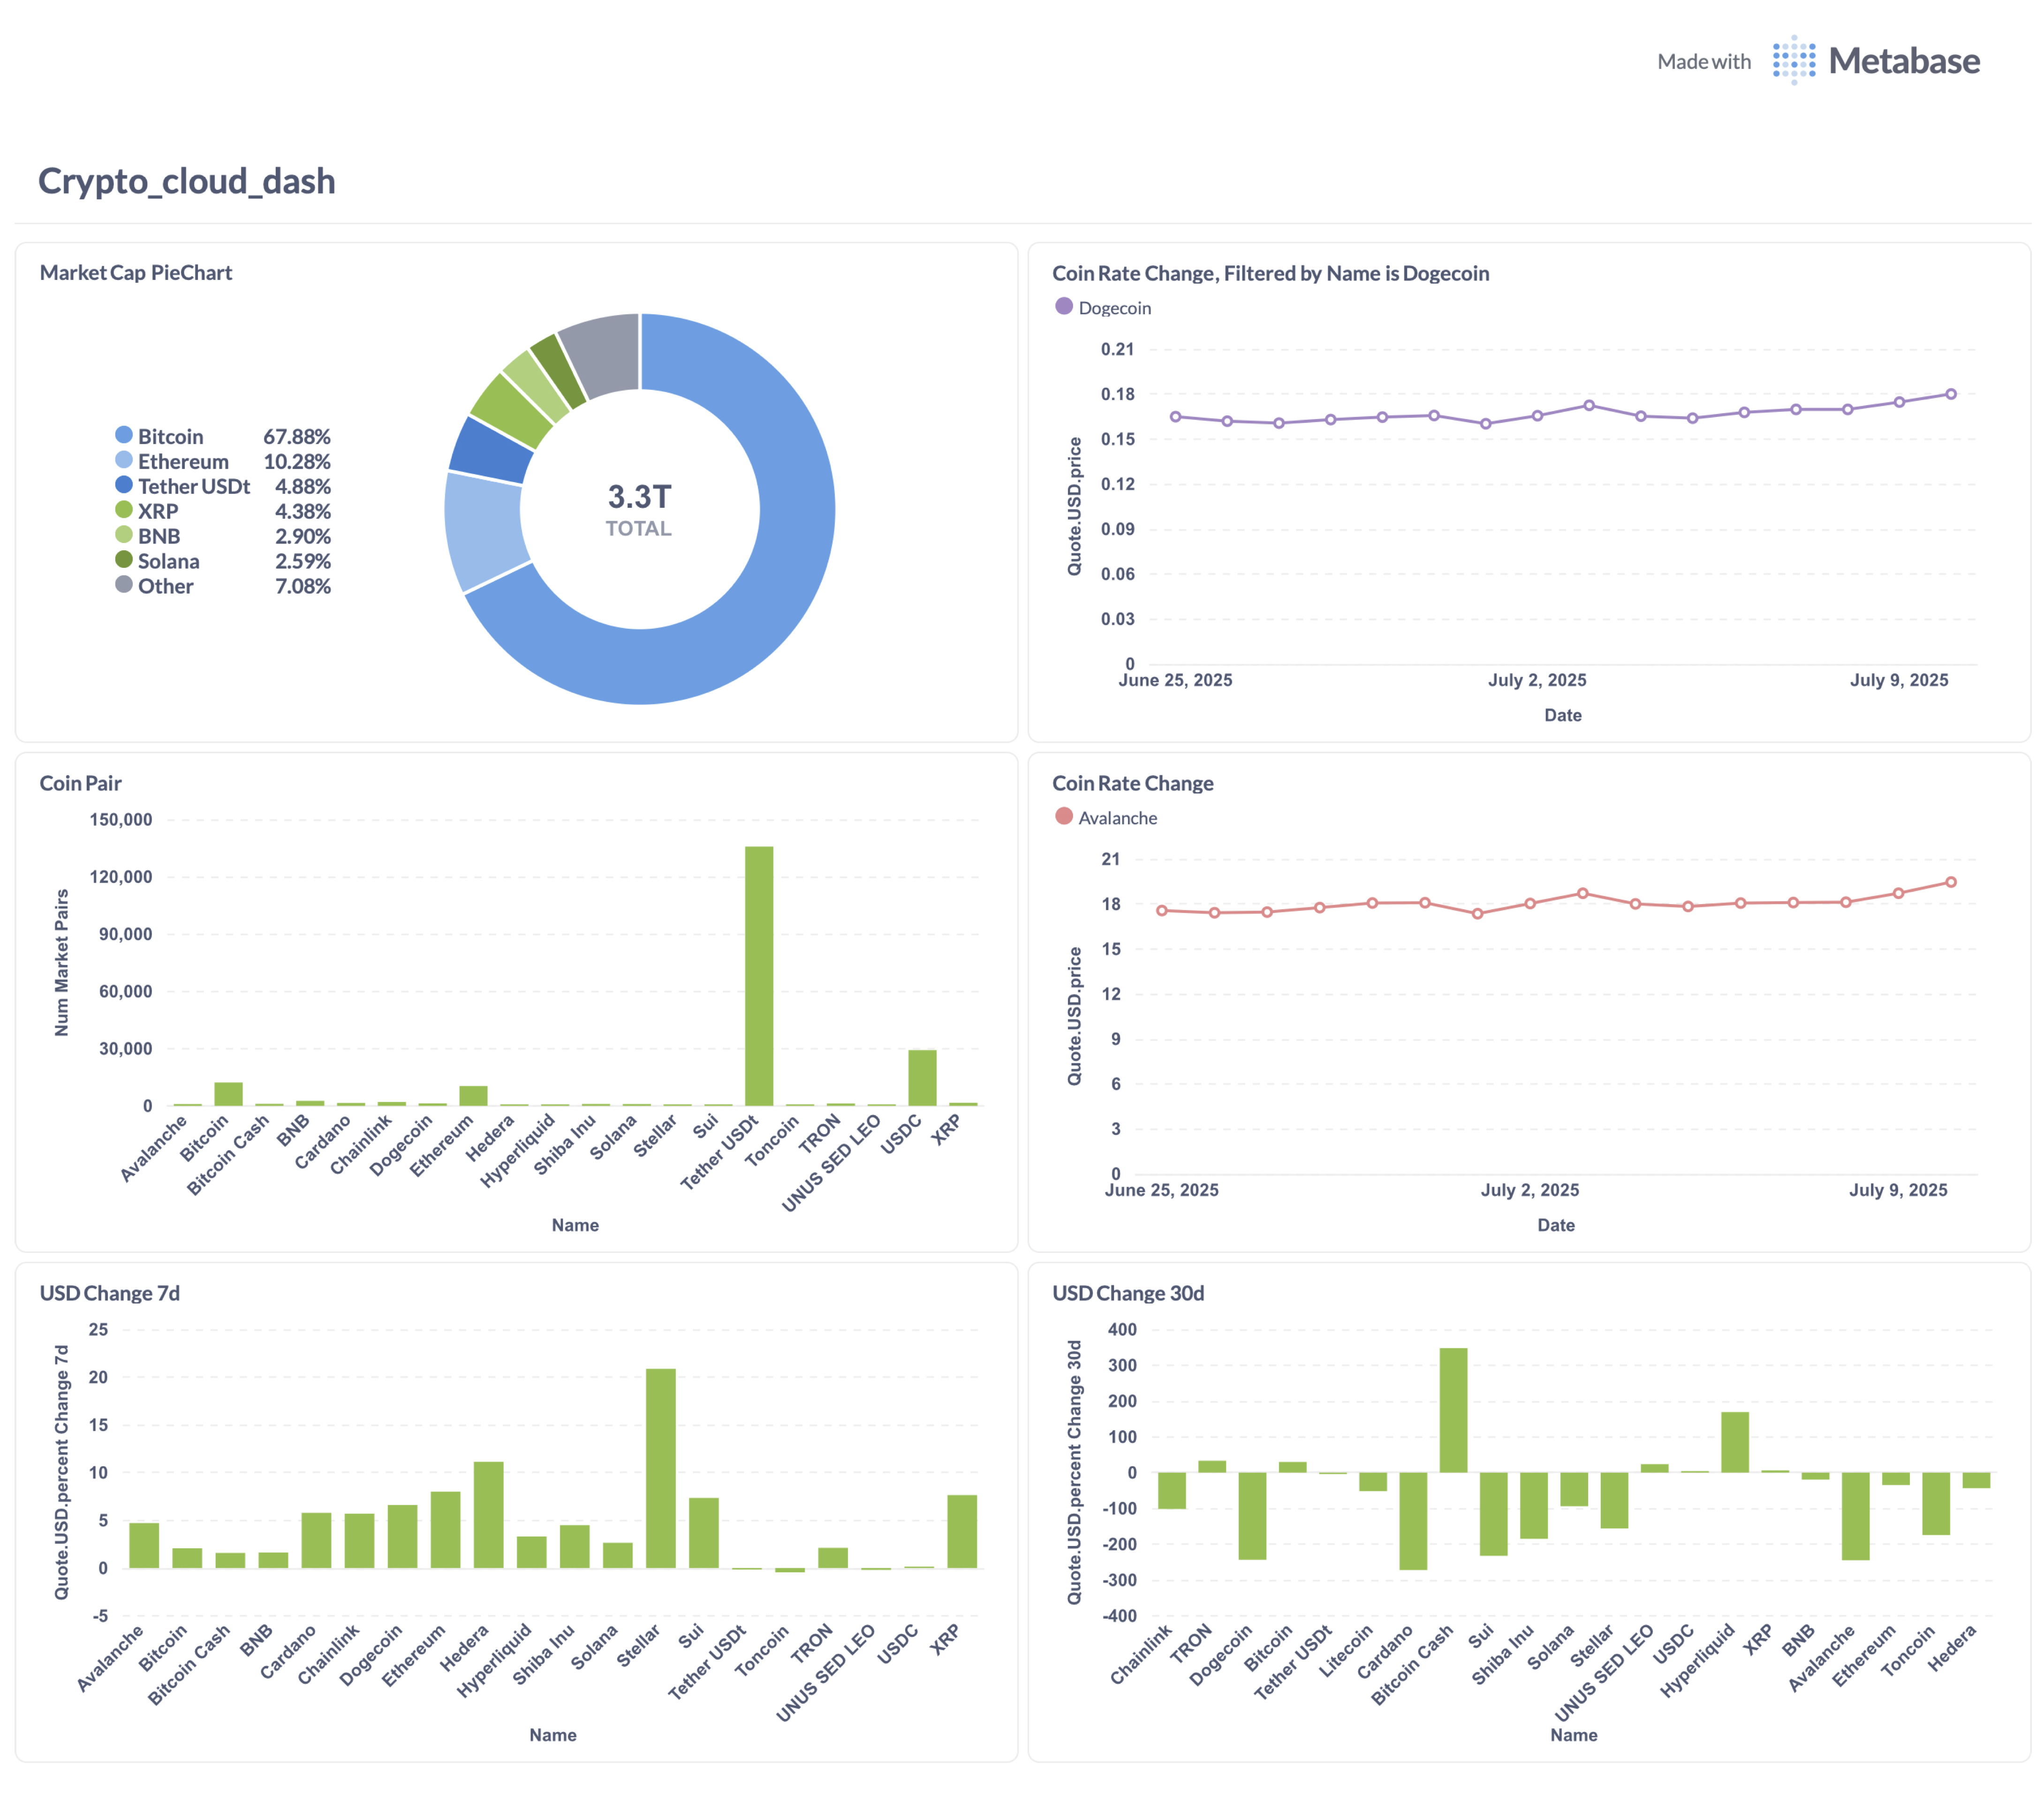 Made with Metabase
Crypto_cloud_dash
Market Cap PieChart
Bitcoin 67.88%
Ethereum 10.28%
Tether USDt 4.88%
XRP 4.38%
BNB 2.90%
Solana 2.59%
Other 7.08%
3.3T
TOTAL
Coin Rate Change, Filtered by Name is Dogecoin
Dogecoin
Quote.USD.price
0.21
0.18
0.15
0.12
0.09
0.06
0.03
0
June 25, 2025 July 2, 2025 July 9, 2025
Date
Coin Pair
Num Market Pairs
150,000
120,000
90,000
60,000
30,000
0
Avalanche
Bitcoin
Bitcoin Cash
BNB
Cardano
Chainlink
Dogecoin
Ethereum
Hedera
Hyperliquid
Shiba Inu
Solana
Stellar
Sui
Tether USDt
Toncoin
TRON
UNUS SED LEO
USDC
XRP
Name
Coin Rate Change
Avalanche
Quote.USD.price
21
18
15
12
9
6
3
0
June 25, 2025 July 2, 2025 July 9, 2025
Date
USD Change 7d
Quote.USD.percent Change 7d
25
20
15
10
5
0
-5
Avalanche
Bitcoin
Bitcoin Cash
BNB
Cardano
Chainlink
Dogecoin
Ethereum
Hedera
Hyperliquid
Shiba Inu
Solana
Stellar
Sui
Tether USDt
Toncoin
TRON
UNUS SED LEO
USDC
XRP
Name
USD Change 30d
Quote.USD.percent Change 30d
400
300
200
100
0
-100
-200
-300
-400
Chainlink
TRON
Dogecoin
Bitcoin
Tether USDt
Litecoin
Cardano
Bitcoin Cash
Sui
Shiba Inu
Solana
Stellar
UNUS SED LEO
USDC
Hyperliquid
XRP
BNB
Avalanche
Ethereum
Toncoin
Hedera
Name